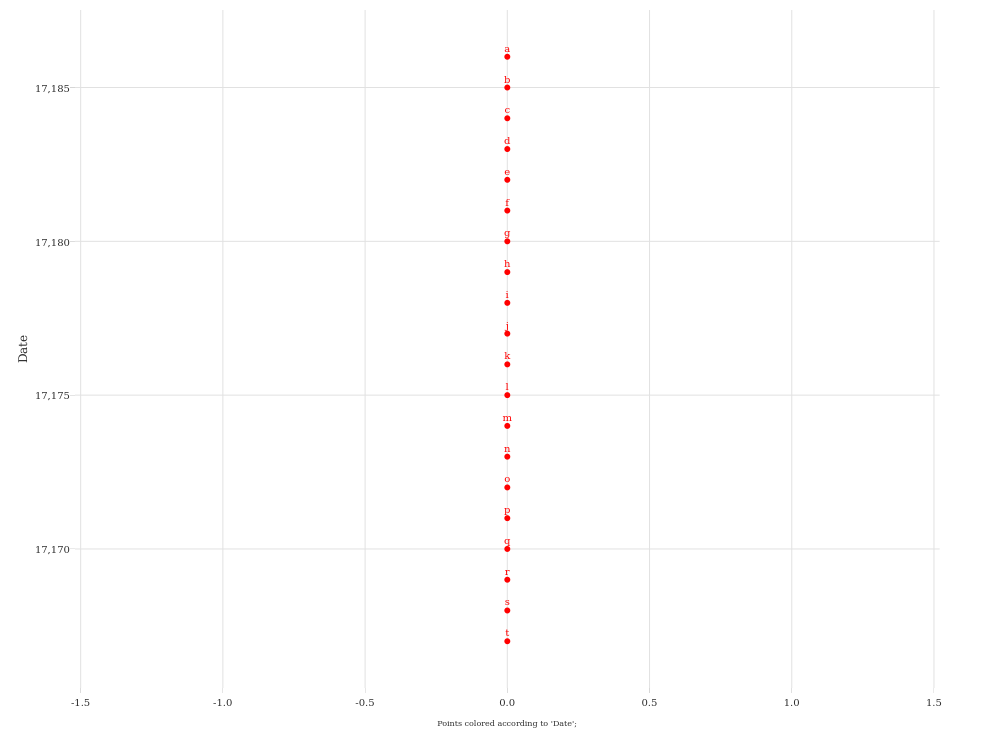 a
b
17,185
c
d
e
f
g
17,180
h
i
j
Date
k
l
17,175
m
n
o
p
q
17,170
r
s
t
-1.5 -1.0 -0.5 0.0 0.5 1.0 1.5
Points colored according to 'Date';